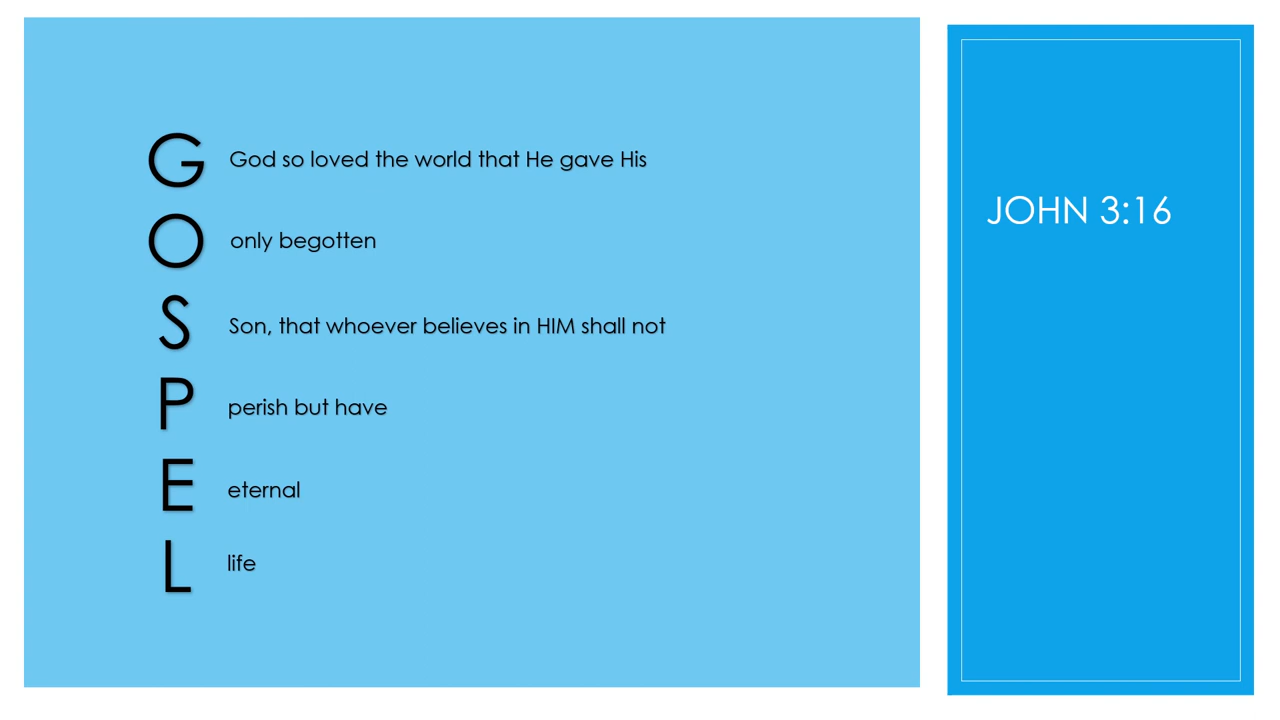 G God so loved the world that He gave His
O only begotten
S Son, that whoever believes in HIM shall not
P perish but have
E eternal
L life
JOHN 3:16